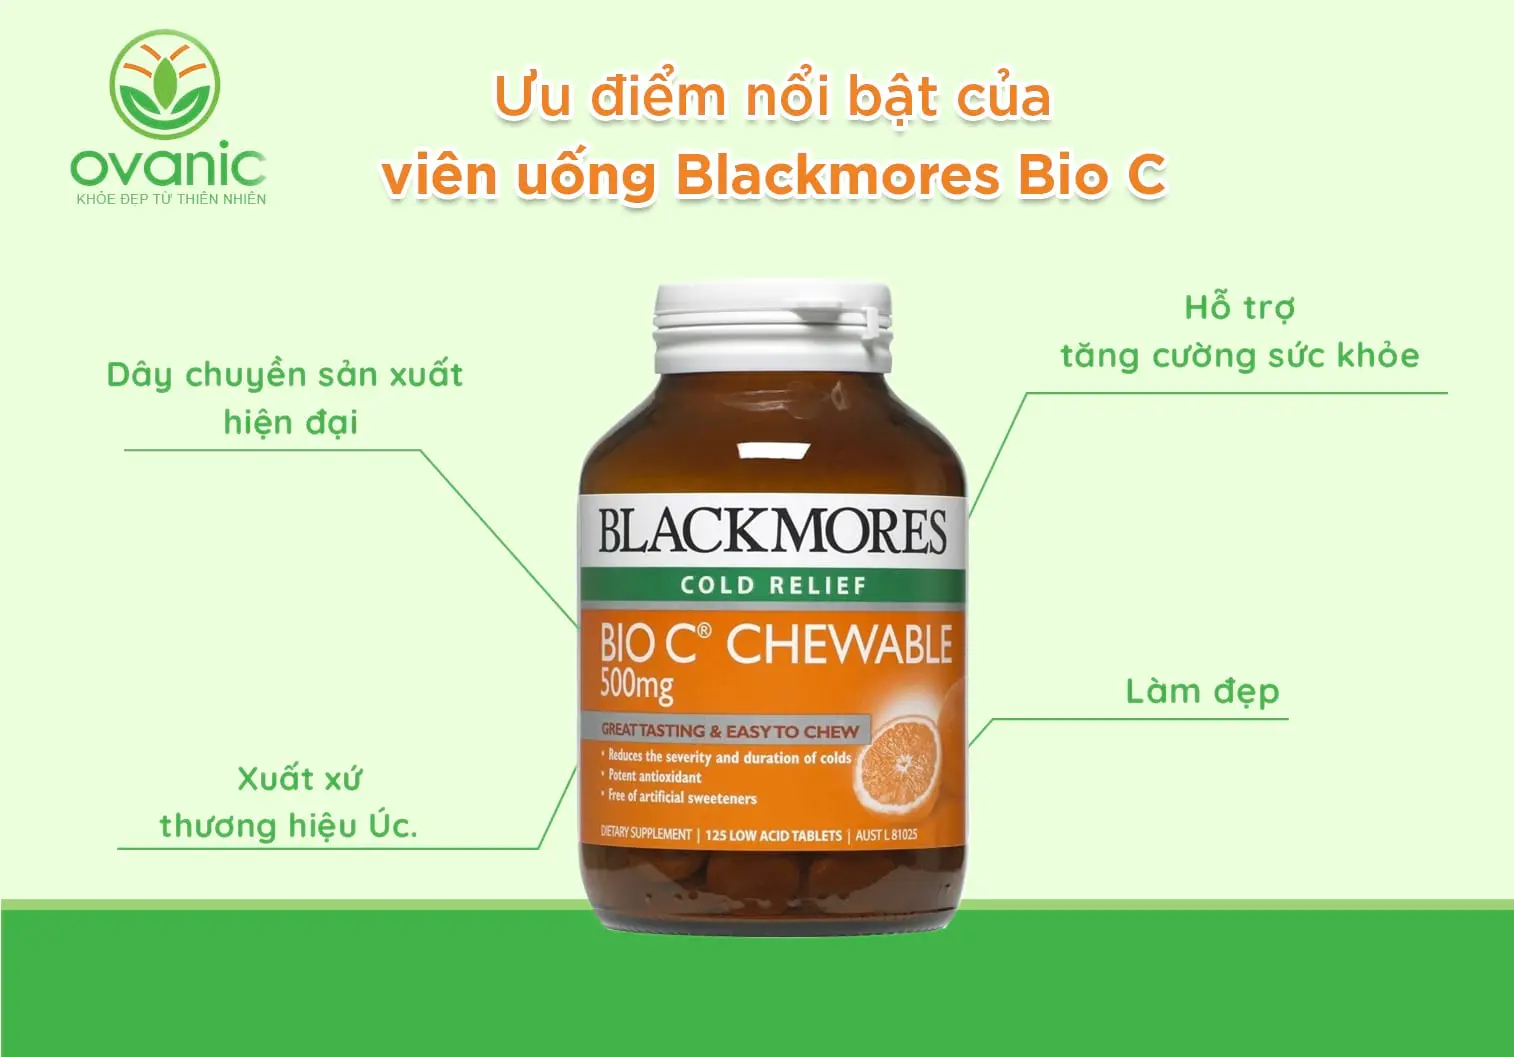 ovanic
KHỎE ĐẸP TỪ THIÊN NHIÊN
Ưu điểm nổi bật của
viên uống Blackmores Bio C
Dây chuyền sản xuất
hiện đại
Hỗ trợ
tăng cường sức khỏe
Xuất xứ
thương hiệu Úc.
Làm đẹp
BLACKMORES
COLD RELIEF
BIO C® CHEWABLE
500mg
GREAT TASTING & EASY TO CHEW
• Reduces the severity and duration of colds
• Potent antioxidant
• Free of artificial sweeteners
DIETARY SUPPLEMENT | 125 LOW ACID TABLETS | AUST L 81025